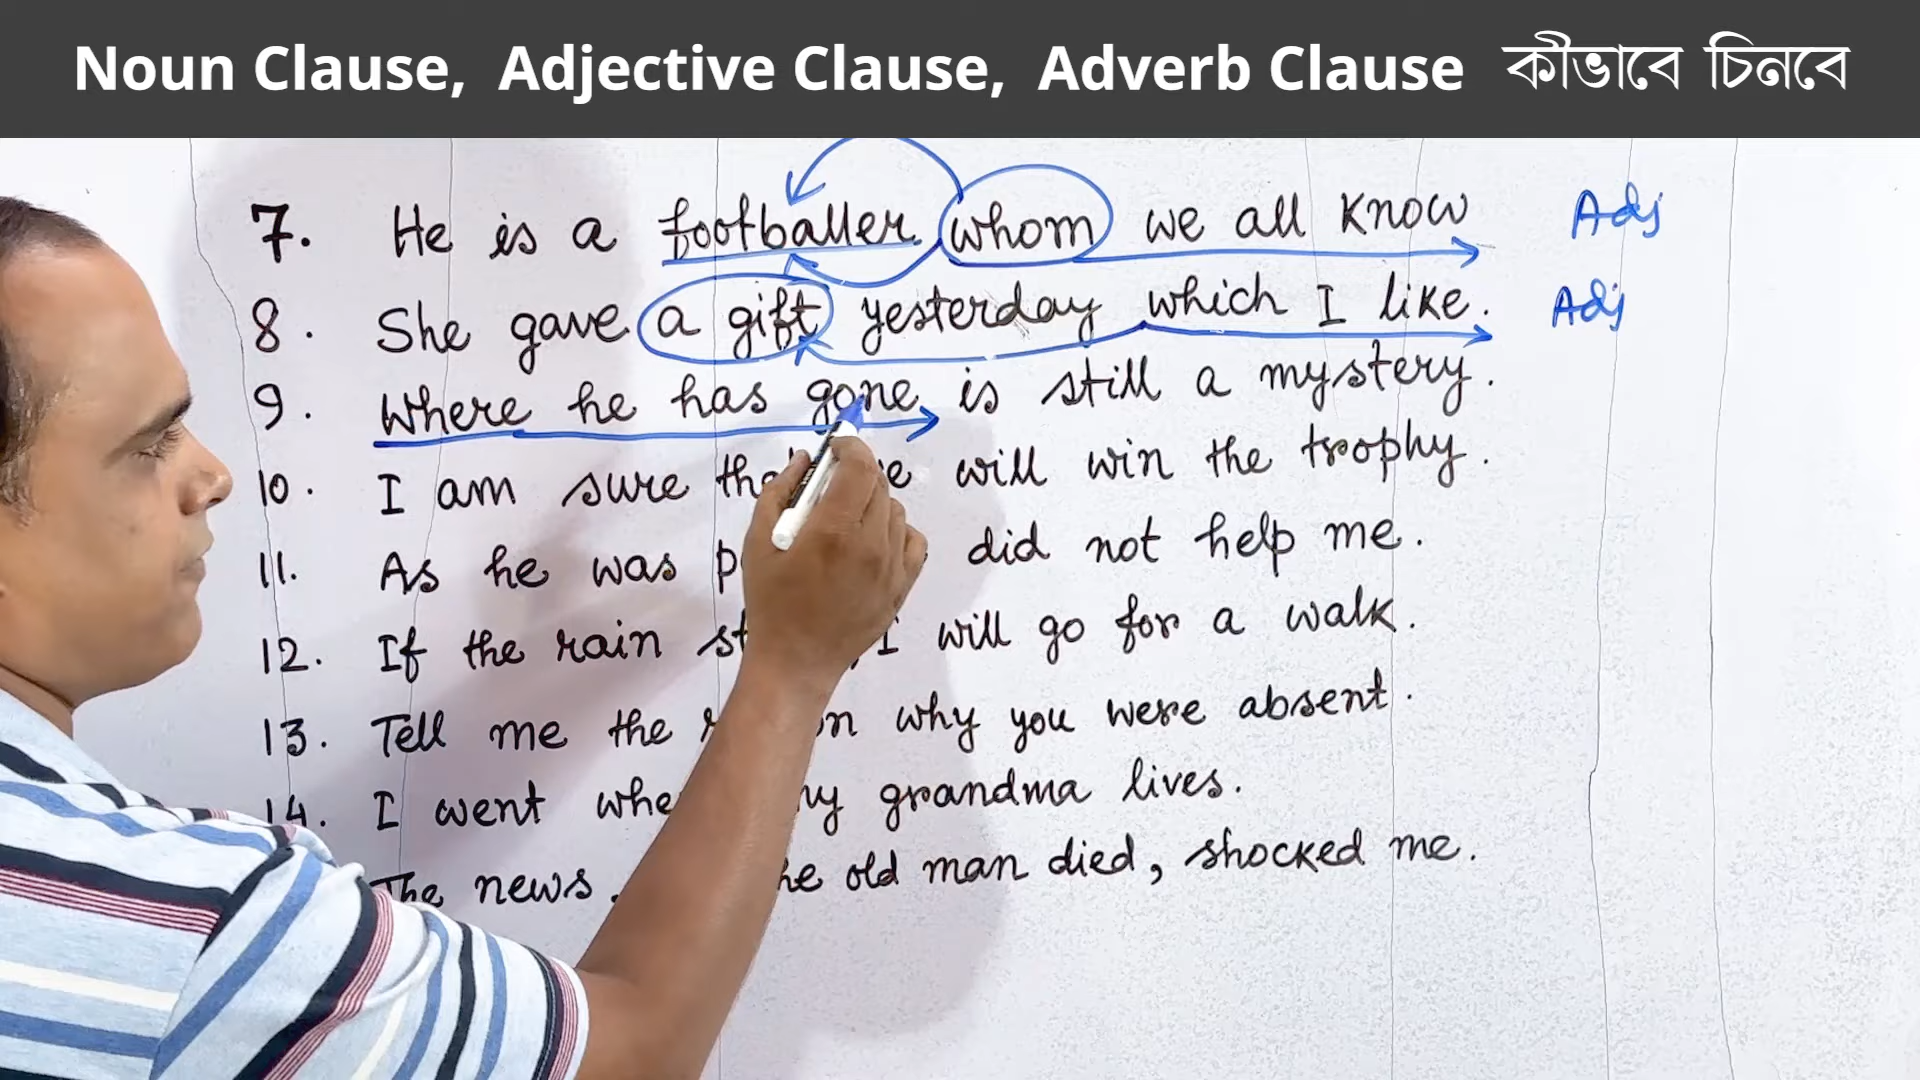 Noun Clause, Adjective Clause, Adverb Clause কীভাবে চিনবে
7. He is a footballer whom we all know Adj
8. She gave a gift yesterday which I like. Adj
9. Where he has gone is still a mystery.
10. I am sure will win the trophy.
11. As he was did not help me.
12. If the rain I will go for a walk.
13. Tell me the why you were absent.
14. I went grandma lives.
The news old man died, shocked me.